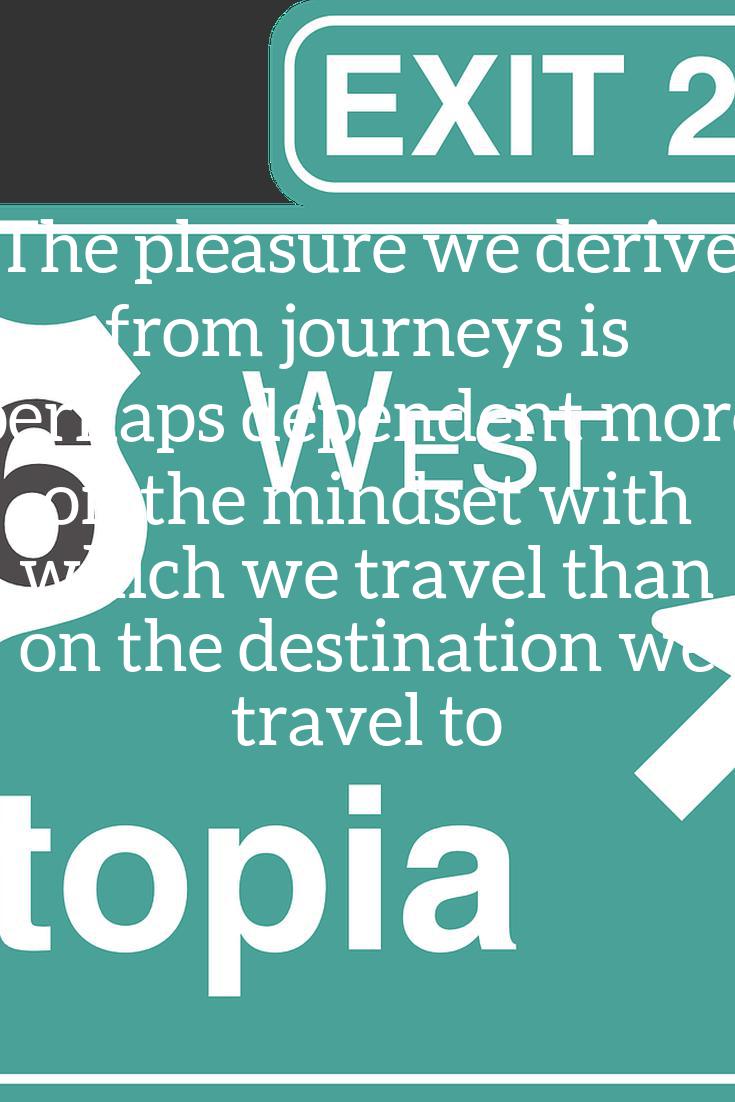 EXIT 2
The pleasure we derive
from journeys is
perhaps dependent more
West
6
on the mindset with
which we travel than
on the destination we
travel to
topia